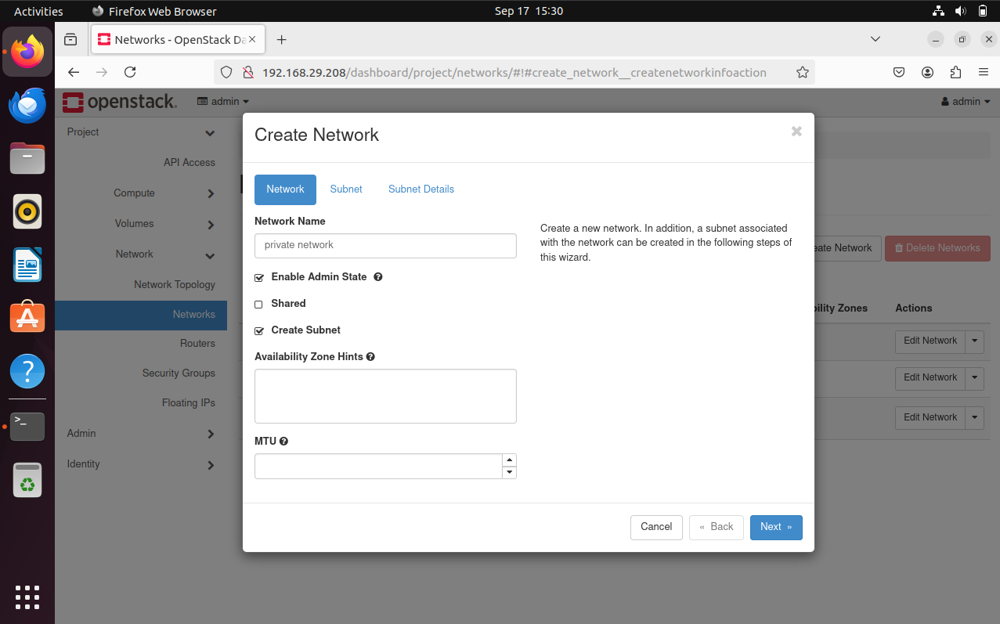 Activities
Firefox Web Browser
Sep 17 15:30
Networks - OpenStack Da
192.168.29.208/dashboard/project/networks/#!#create_network__createnetworkinfoaction
openstack.
admin
admin
Project
API Access
Compute
Volumes
Network
Network Topology
Networks
Routers
Security Groups
Floating IPs
Admin
Identity
Create Network
Network
Subnet
Subnet Details
Network Name
private network
Enable Admin State
Shared
Create Subnet
Availability Zone Hints
MTU
Create a new network. In addition, a subnet associated
with the network can be created in the following steps of
this wizard.
Cancel
« Back
Next »
eate Network
Delete Networks
bility Zones
Actions
Edit Network
Edit Network
Edit Network